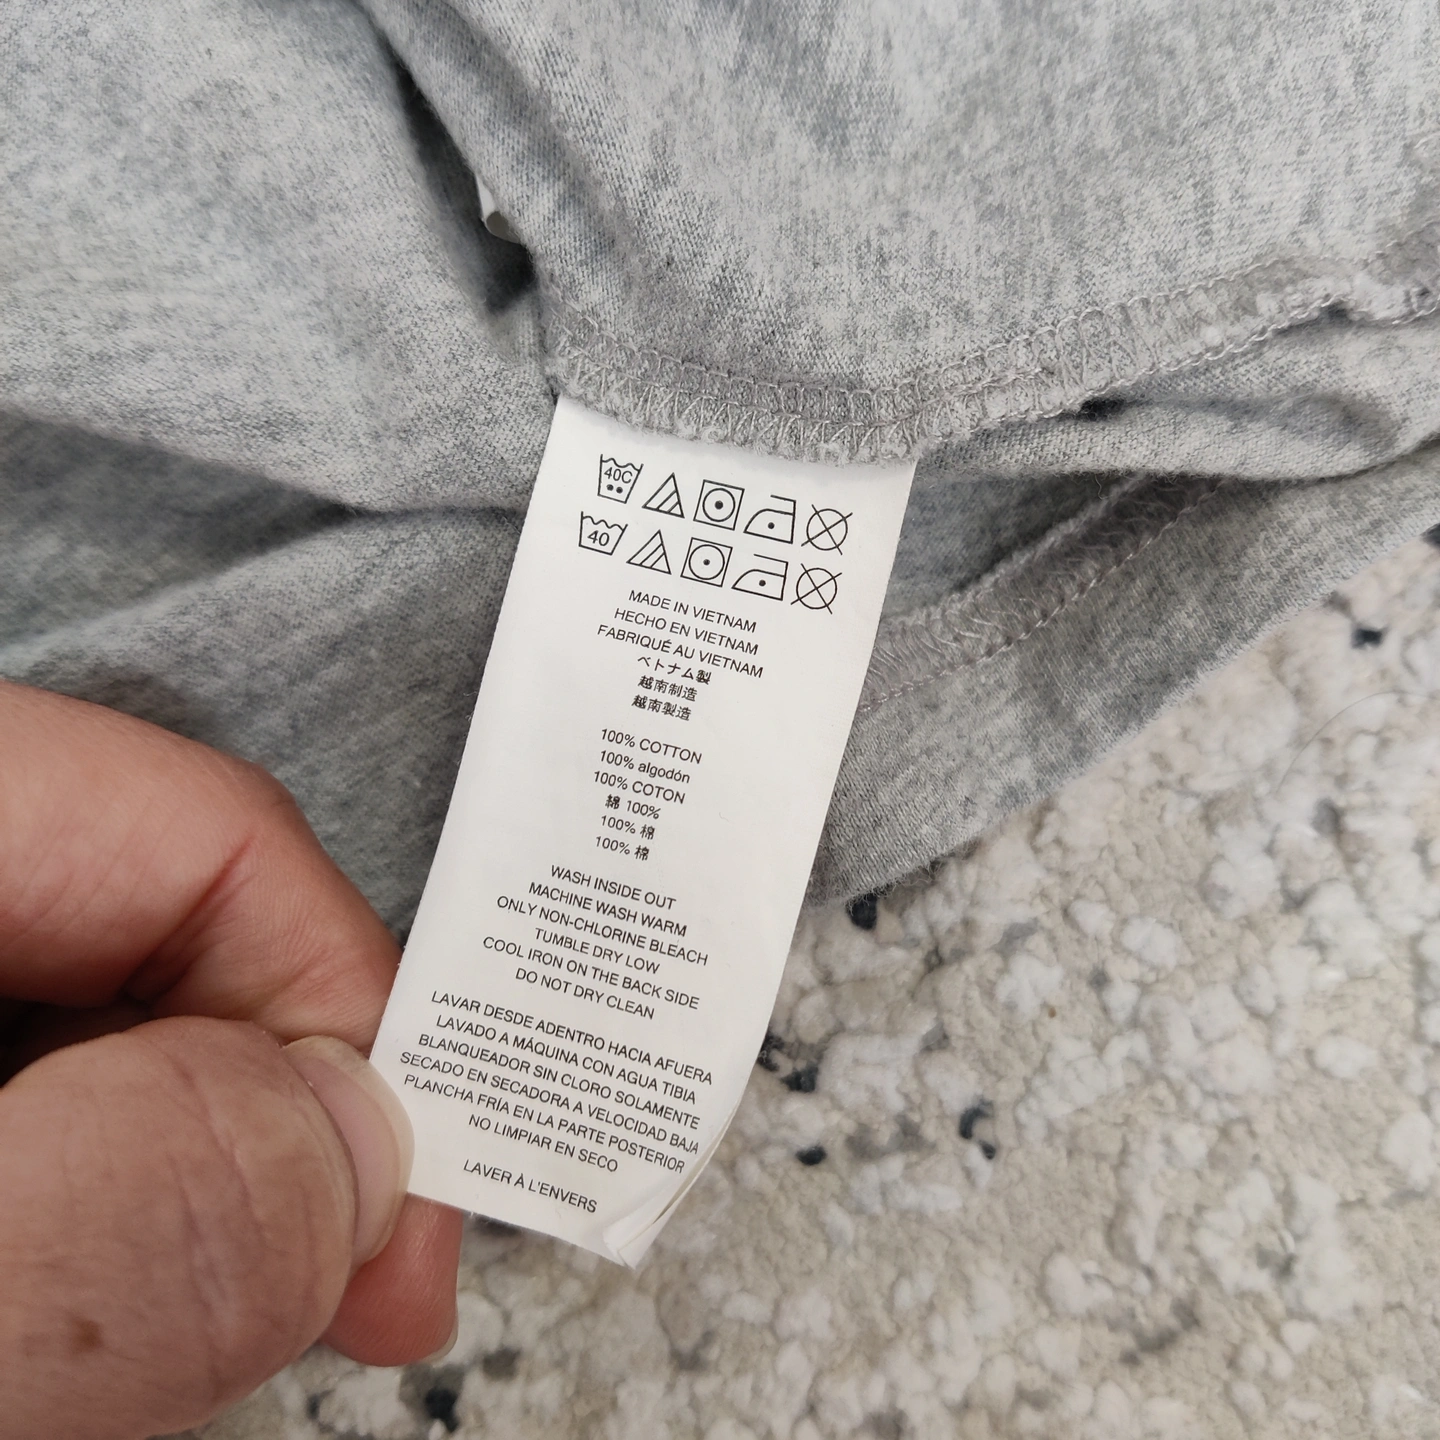 40C
40
MADE IN VIETNAM
HECHO EN VIETNAM
FABRIQUÉ AU VIETNAM
ベトナム製
越南制造
越南製造
100% COTTON
100% algodón
100% COTON
綿 100%
100% 棉
100% 棉
WASH INSIDE OUT
MACHINE WASH WARM
ONLY NON-CHLORINE BLEACH
TUMBLE DRY LOW
COOL IRON ON THE BACK SIDE
DO NOT DRY CLEAN
LAVAR DESDE ADENTRO HACIA AFUERA
LAVADO A MÁQUINA CON AGUA TIBIA
BLANQUEADOR SIN CLORO SOLAMENTE
SECADO EN SECADORA A VELOCIDAD BAJA
PLANCHA FRÍA EN LA PARTE POSTERIOR
NO LIMPIAR EN SECO
LAVER À L'ENVERS